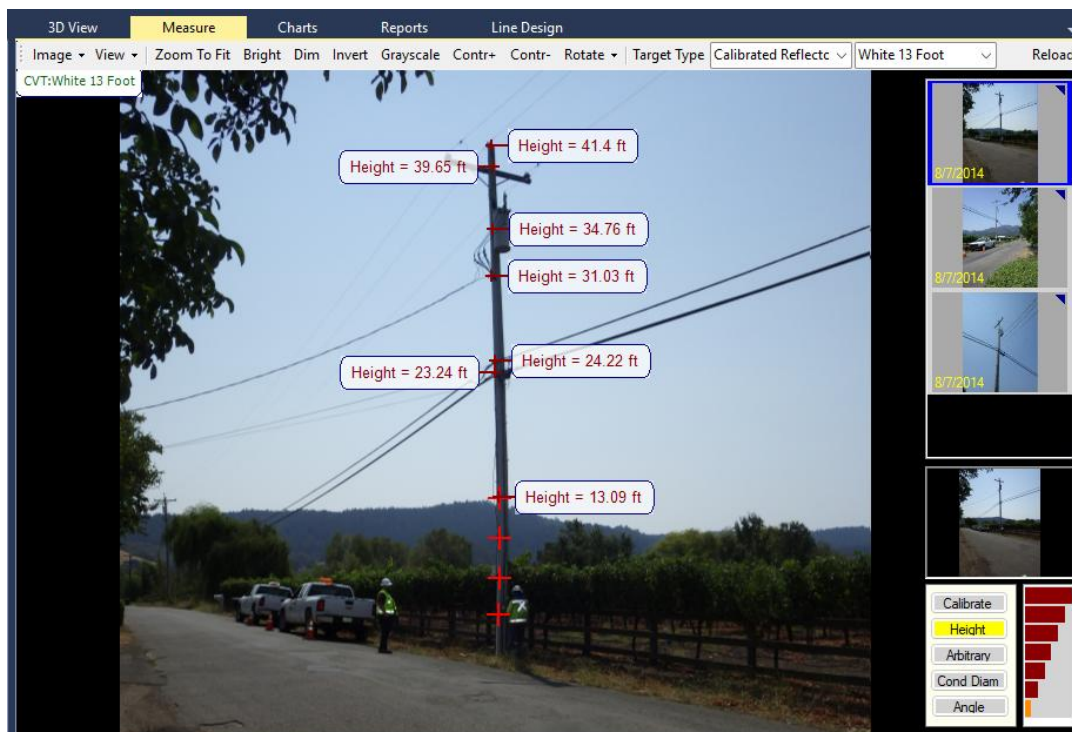 3D View Measure Charts Reports Line Design
Image View Zoom To Fit Bright Dim Invert Grayscale Contr+ Contr- Rotate Target Type Calibrated Reflectc White 13 Foot Reload
CVT:White 13 Foot
Height = 41.4 ft
Height = 39.65 ft
8/7/2014
Height = 34.76 ft
Height = 31.03 ft
8/7/2014
Height = 24.22 ft
Height = 23.24 ft
8/7/2014
Height = 13.09 ft
Calibrate
Height
Arbitrary
Cond Diam
Angle